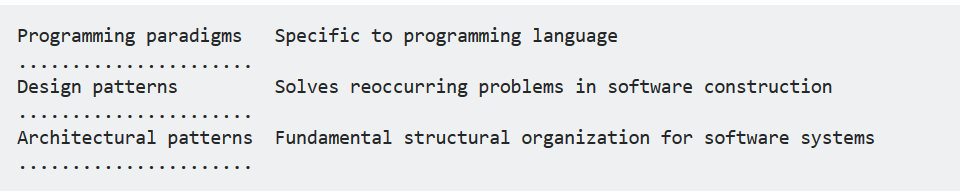 Programming paradigms   Specific to programming language
......................
Design patterns         Solves reoccurring problems in software construction
......................
Architectural patterns  Fundamental structural organization for software systems
......................